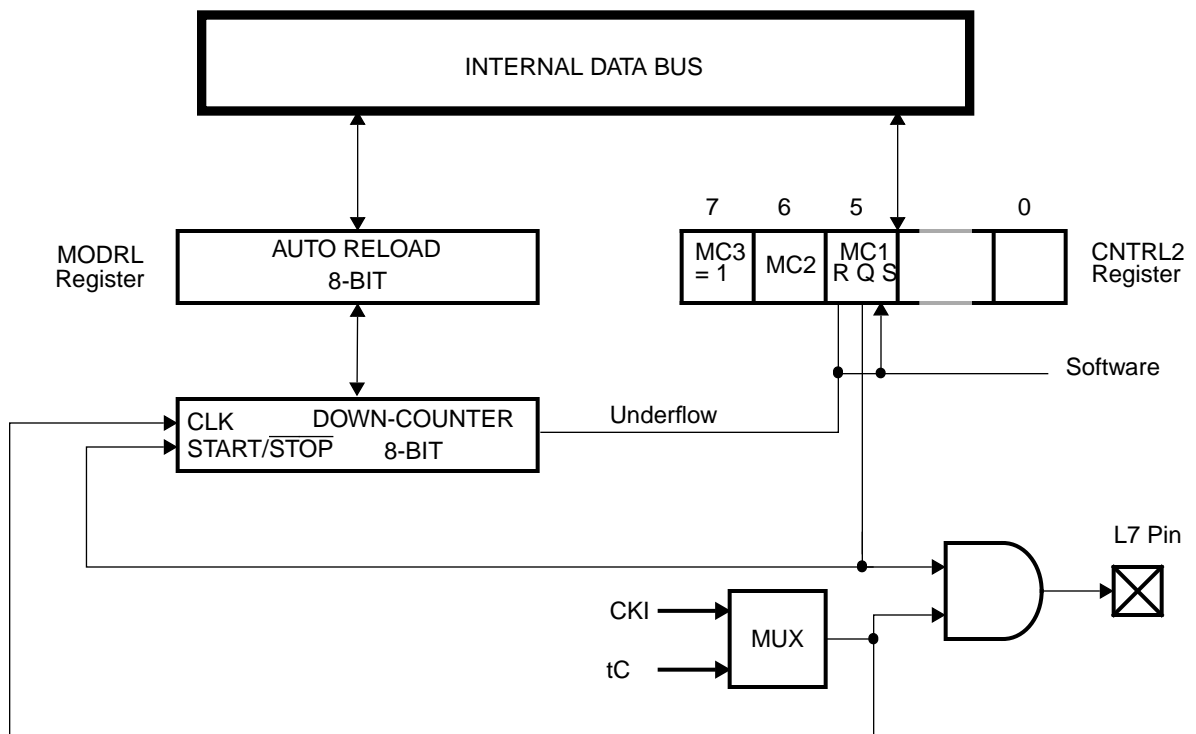 INTERNAL DATA BUS
7 6 5 0
MODRL
Register
AUTO RELOAD
8-BIT
MC3
= 1
MC2
MC1
R Q S
CNTRL2
Register
Software
Underflow
CLK DOWN-COUNTER
START/STOP 8-BIT
L7 Pin
CKI
MUX
tC